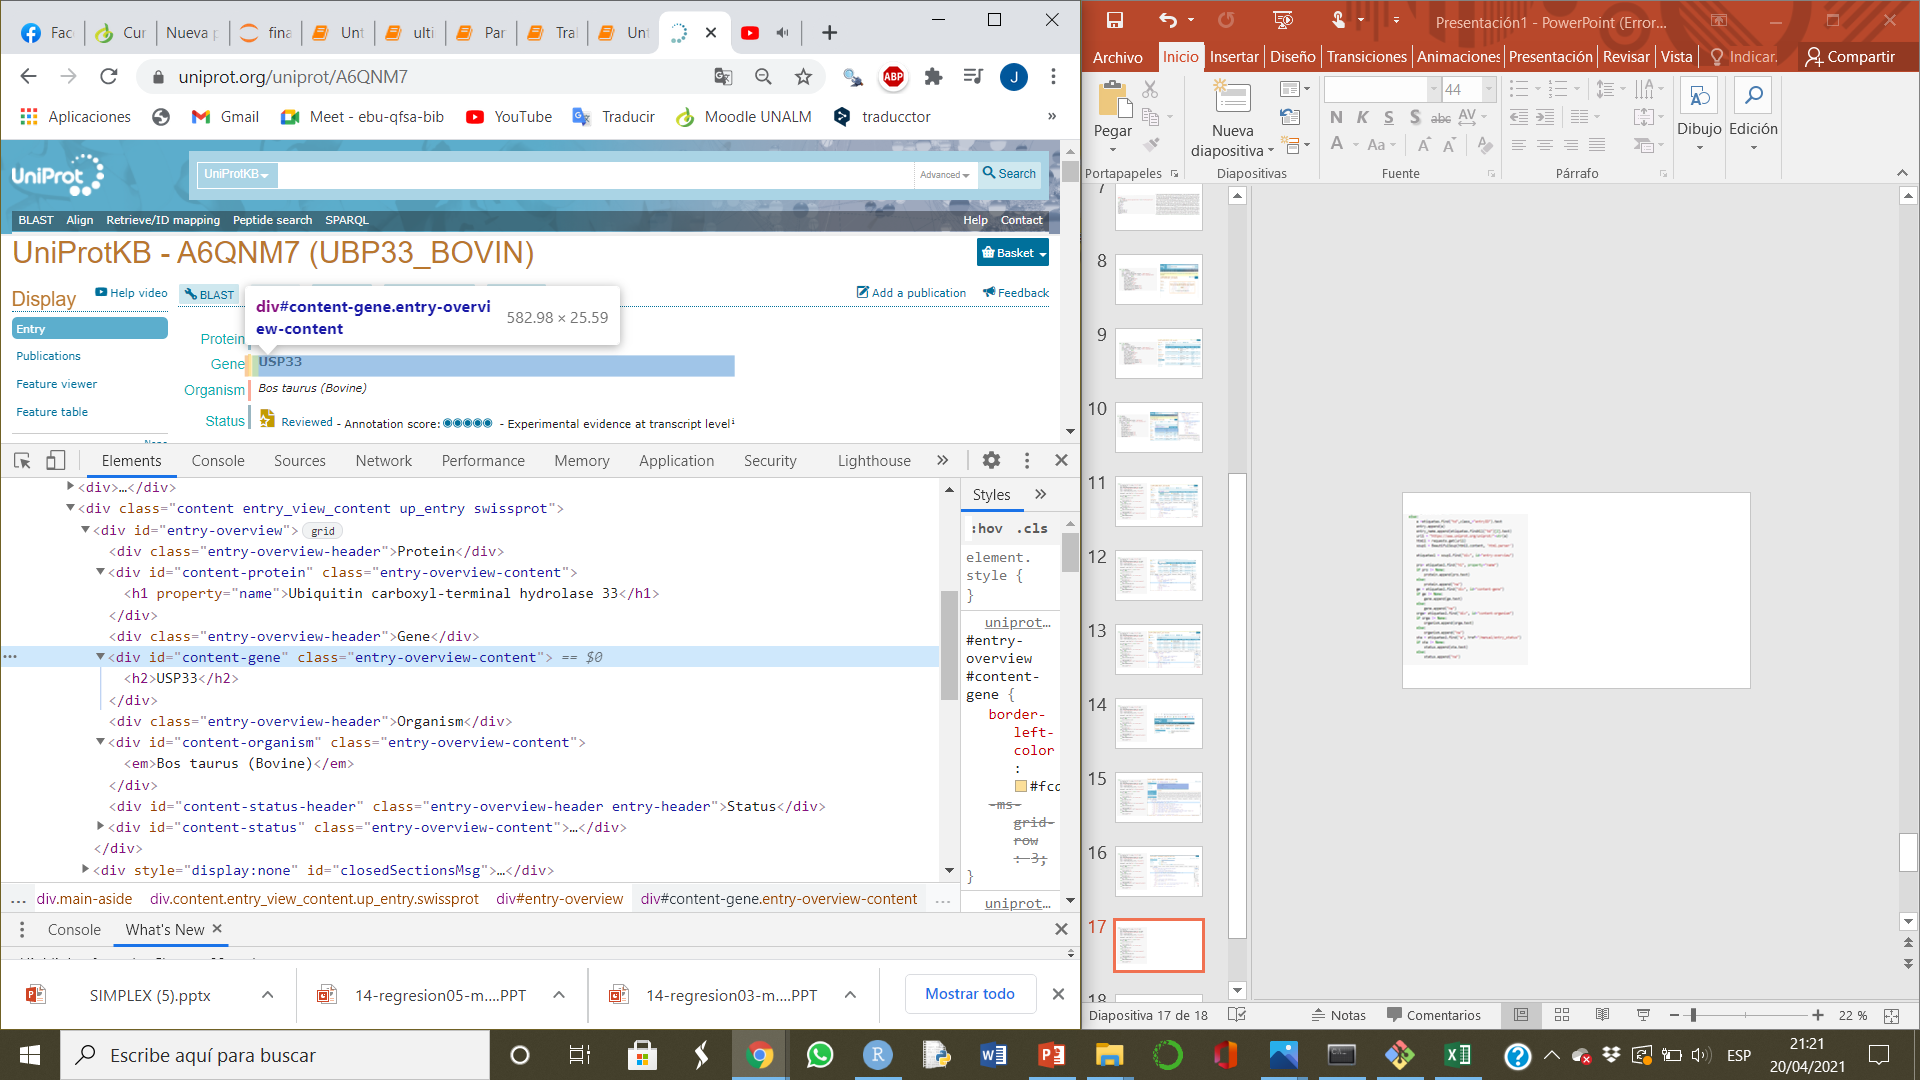 Fac
Cur
Nueva p
fina
Unt
ulti
Par
Tra
Unt
uniprot.org/uniprot/A6QNM7
ABP
J
Aplicaciones
Gmail
Meet - ebu-qfsa-bib
YouTube
Traducir
Moodle UNALM
traducctor
»
UniProt
UniProtKB
Advanced
Search
BLAST Align Retrieve/ID mapping Peptide search SPARQL
Help Contact
UniProtKB - A6QNM7 (UBP33_BOVIN)
Basket
Display
Help video
BLAST
Add a publication
Feedback
div#content-gene.entry-overvi
ew-content
582.98 × 25.59
Entry
Publications
Feature viewer
Feature table
None
Protein
Gene
USP33
Organism
Bos taurus (Bovine)
Status
Reviewed - Annotation score: - Experimental evidence at transcript levelⁱ
Elements Console Sources Network Performance Memory Application Security Lighthouse »
<div>…</div>
<div class="content entry_view_content up_entry swissprot">
<div id="entry-overview"> grid
<div class="entry-overview-header">Protein</div>
<div id="content-protein" class="entry-overview-content">
<h1 property="name">Ubiquitin carboxyl-terminal hydrolase 33</h1>
</div>
<div class="entry-overview-header">Gene</div>
<div id="content-gene" class="entry-overview-content"> == $0
<h2>USP33</h2>
</div>
<div class="entry-overview-header">Organism</div>
<div id="content-organism" class="entry-overview-content">
<em>Bos taurus (Bovine)</em>
</div>
<div id="content-status-header" class="entry-overview-header entry-header">Status</div>
<div id="content-status" class="entry-overview-content">…</div>
</div>
<div style="display:none" id="closedSectionsMsg">…</div>
Styles »
:hov .cls
element.
style {
}
uniprot…
#entry-
overview
#content-
gene {
border-
left-
color
:
#fcd
-ms-
grid-
row
: 3;
}
uniprot…
... div.main-aside div.content.entry_view_content.up_entry.swissprot div#entry-overview div#content-gene.entry-overview-content ...
Console What's New
SIMPLEX (5).pptx
14-regresion05-m....PPT
14-regresion03-m....PPT
Mostrar todo
Presentación1 - PowerPoint (Error...
Archivo Inicio Insertar Diseño Transiciones Animaciones Presentación Revisar Vista Indicar. Compartir
Pegar
Nueva
diapositiva
44
N K S S abc AV
A Aa A A
Dibujo
Edición
Portapapeles
Diapositivas
Fuente
Párrafo
7
8
9
10
11
12
13
14
15
16
17
18
Diapositiva 17 de 18
Notas
Comentarios
22 %
Escribe aquí para buscar
ESP
21:21
20/04/2021